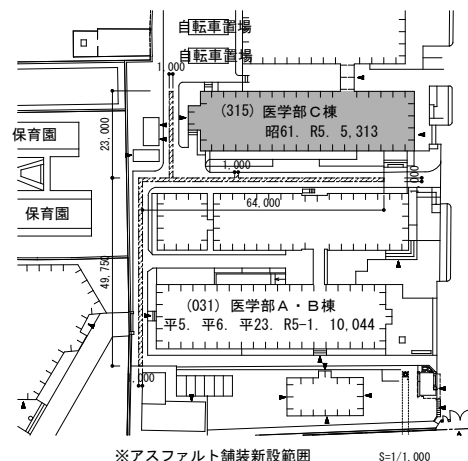 自転車置場
自転車置場
1,000
(315) 医学部C棟
昭61. R5. 5,313
23,000
保育園
1,000
1,000
保育園
64,000
49,750
(031) 医学部A・B棟
平5. 平6. 平23. R5-1. 10,044
1,000
※アスファルト舗装新設範囲
S=1/1,000